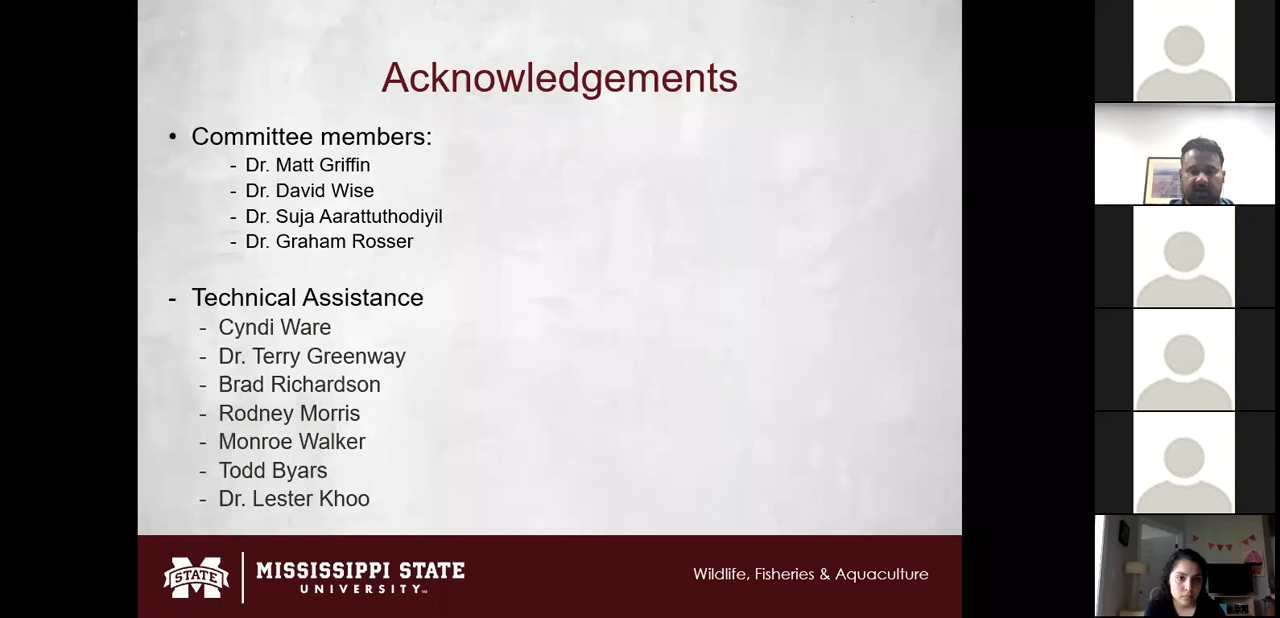 Acknowledgements
• Committee members:
- Dr. Matt Griffin
- Dr. David Wise
- Dr. Suja Aarattuthodiyil
- Dr. Graham Rosser
- Technical Assistance
- Cyndi Ware
- Dr. Terry Greenway
- Brad Richardson
- Rodney Morris
- Monroe Walker
- Todd Byars
- Dr. Lester Khoo
STATE
MISSISSIPPI STATE
UNIVERSITY™
Wildlife, Fisheries & Aquaculture